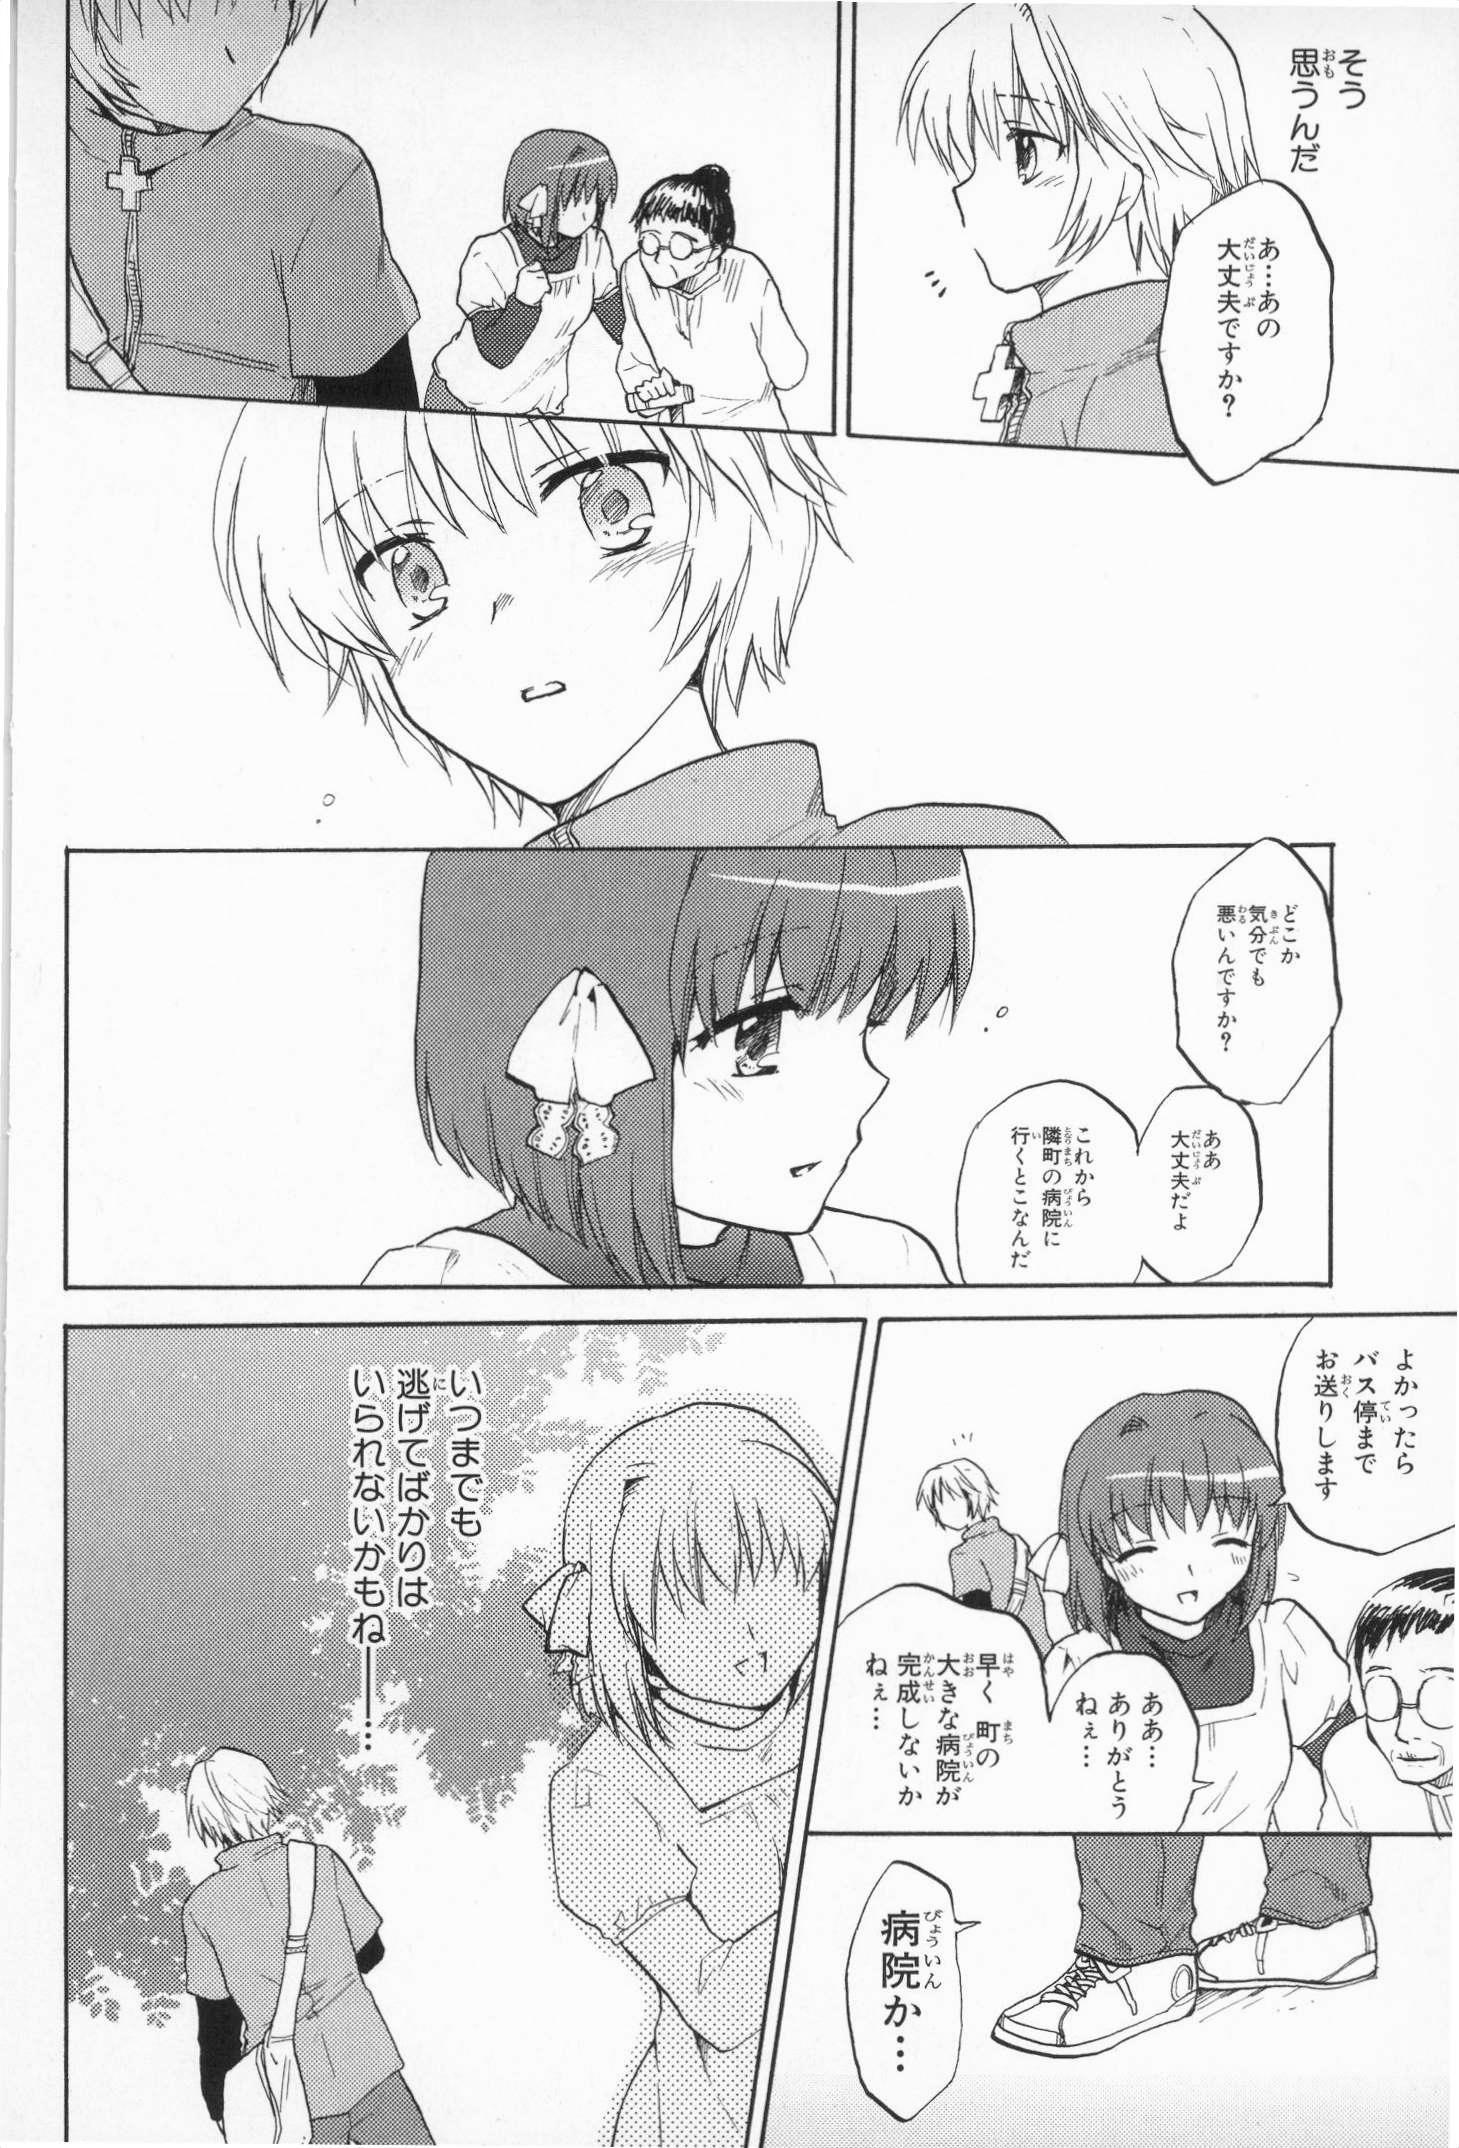 そう
思うんだ
あ…あの
大丈夫ですか?
どこか
気分でも
悪いんですか?
ああ
大丈夫だよ
これから
隣町の病院に
行くとこなんだ
よかったら
バス停まで
お送りします
ああ…
ありがとう
ねぇ…
早く町の
大きな病院が
完成しないか
ねぇ…
病院か…
いつまでも
逃げてばかりは
いられないかもね――…